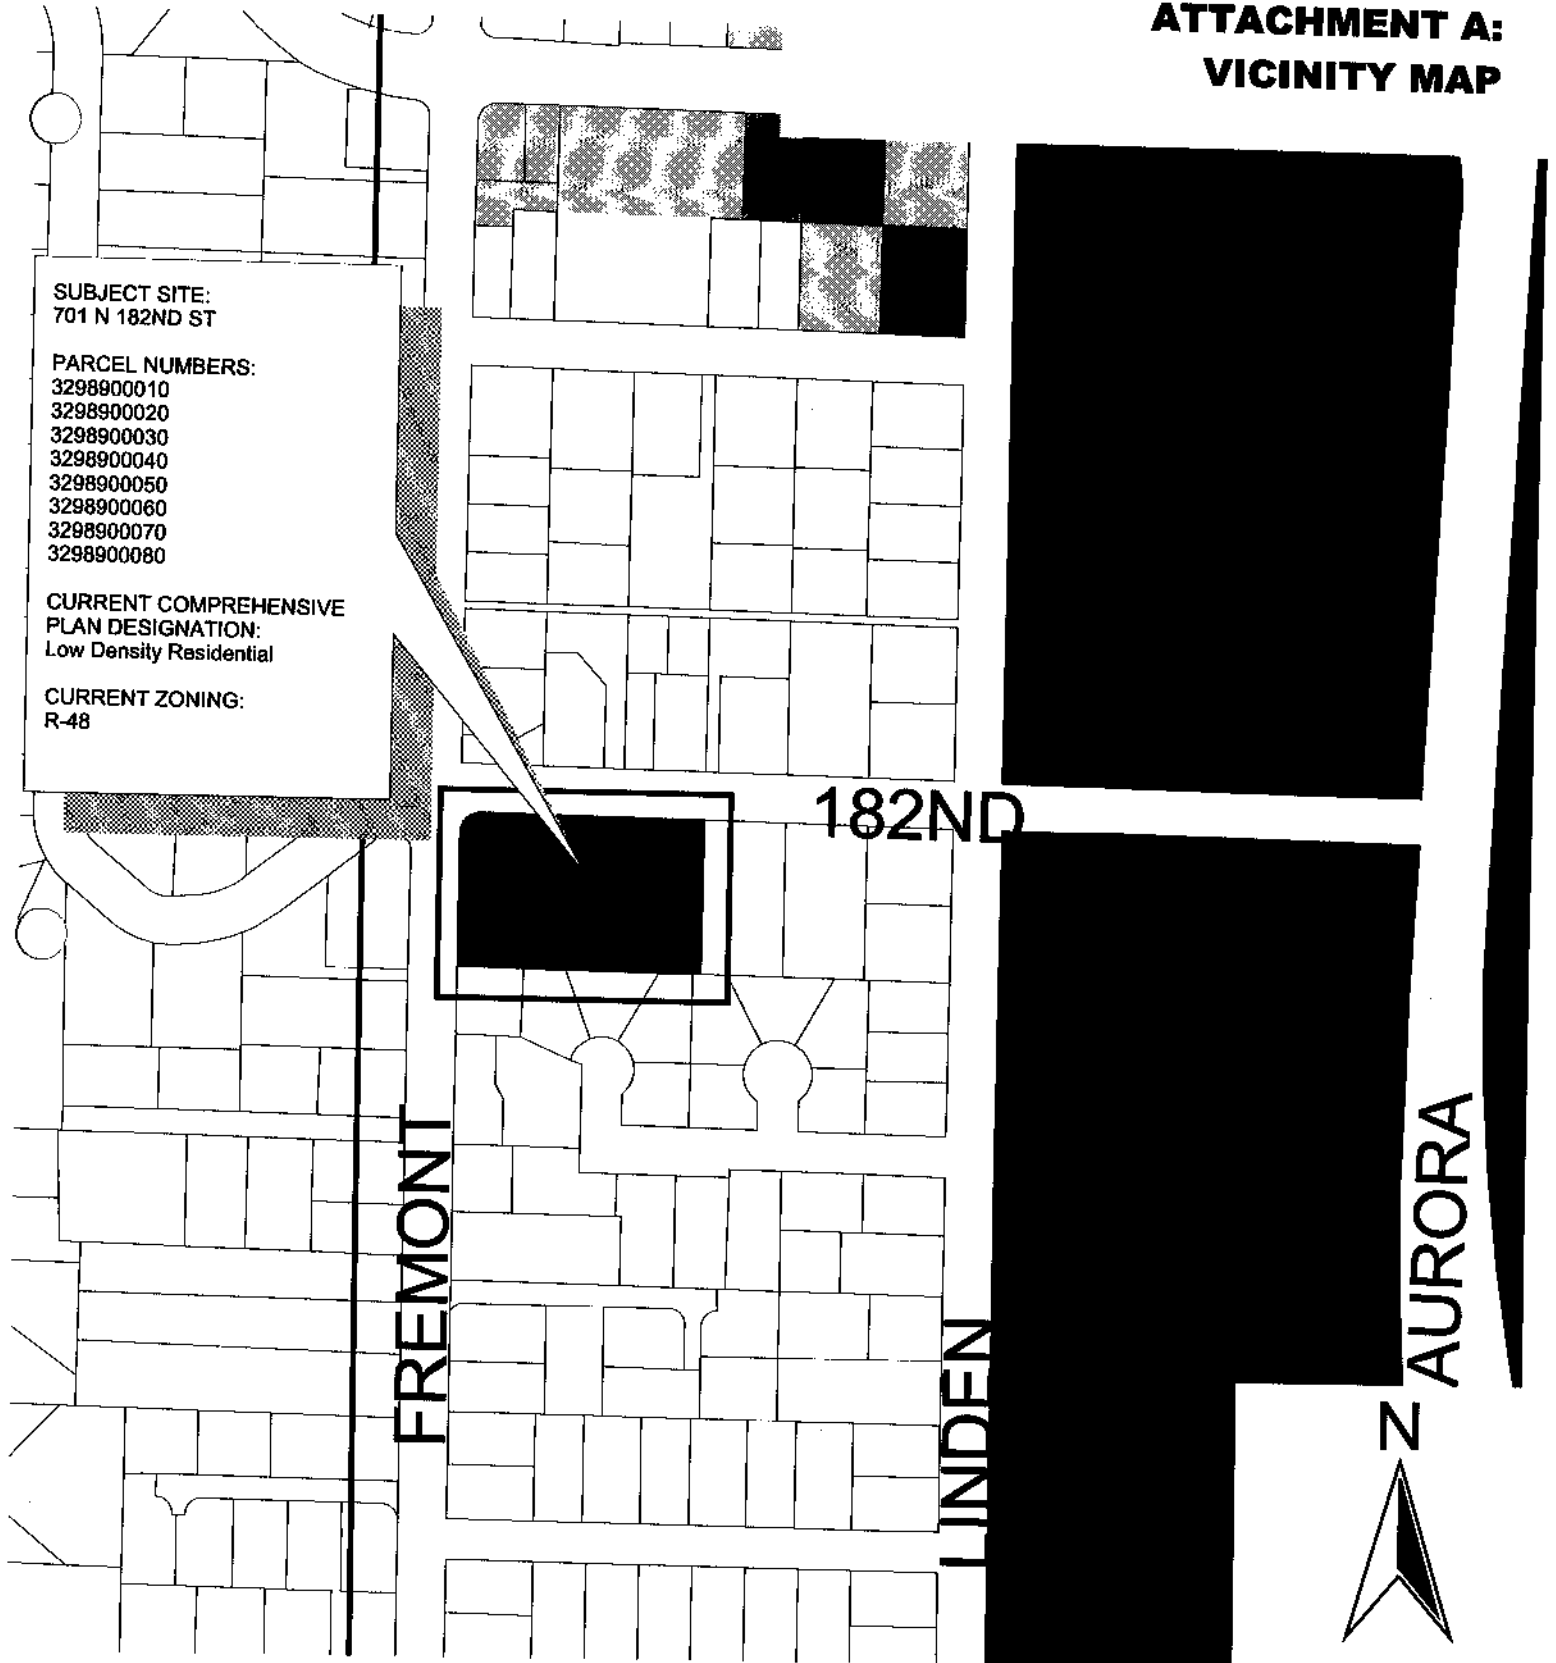 ATTACHMENT A:
VICINITY MAP
SUBJECT SITE:
701 N 182ND ST
PARCEL NUMBERS:
3298900010
3298900020
3298900030
3298900040
3298900050
3298900060
3298900070
3298900080
CURRENT COMPREHENSIVE
PLAN DESIGNATION:
Low Density Residential
CURRENT ZONING:
R-48
182ND
FREMONT
LINDEN
AURORA
N